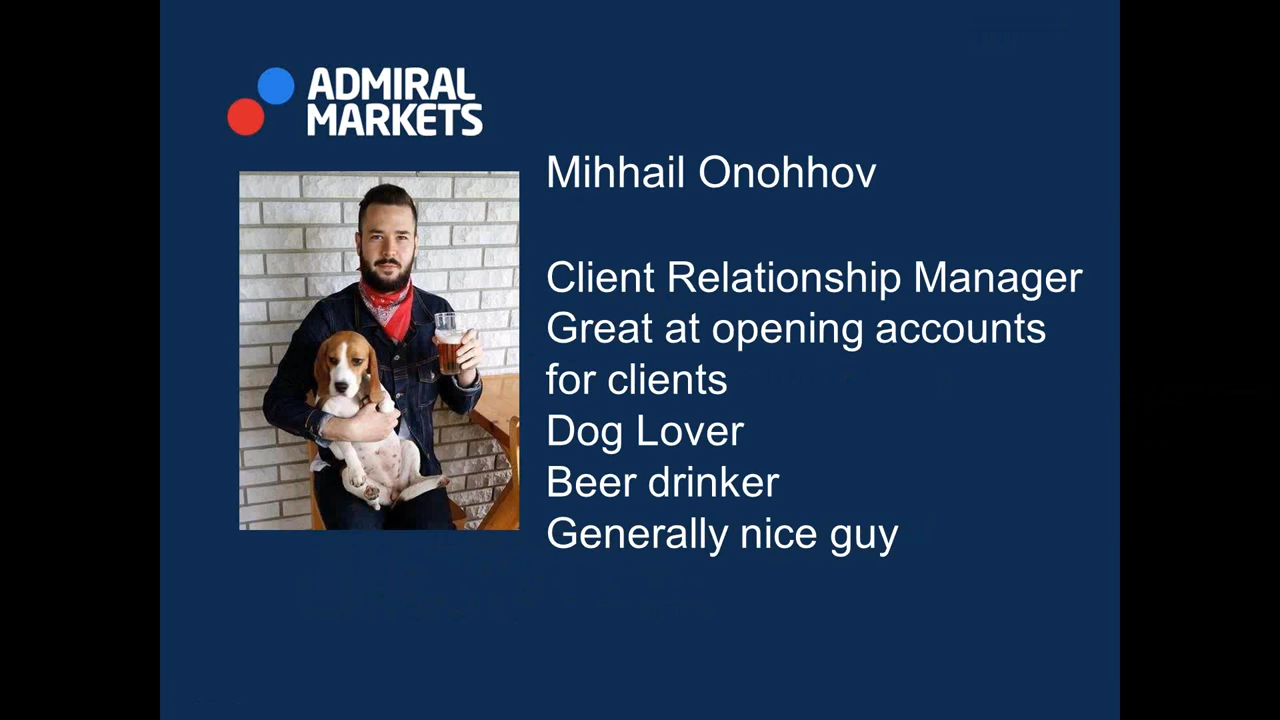 ADMIRAL
MARKETS
Mihhail Onohhov
Client Relationship Manager
Great at opening accounts
for clients
Dog Lover
Beer drinker
Generally nice guy